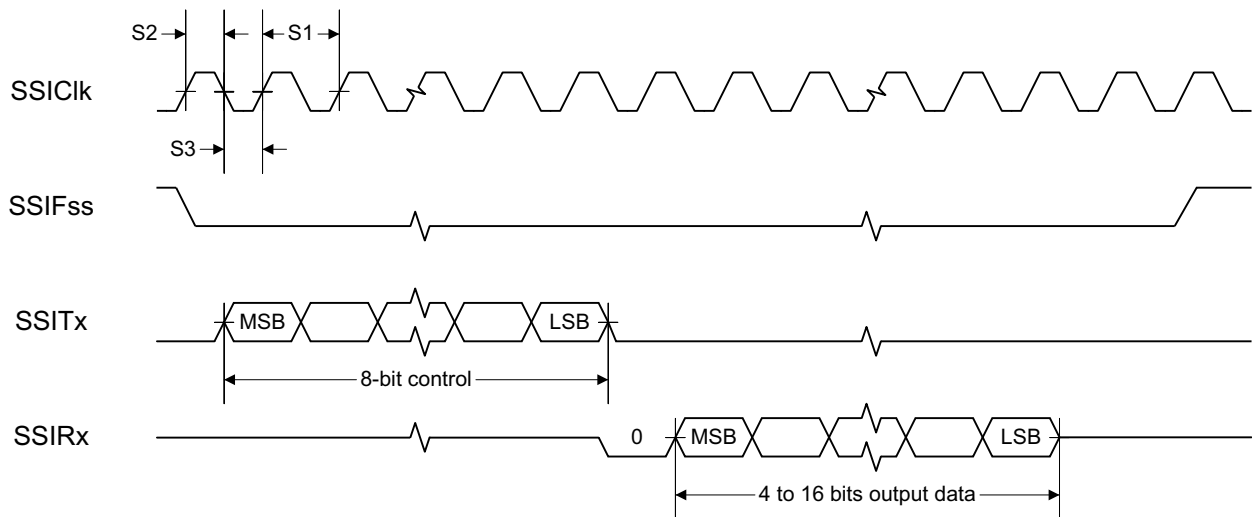 S2
S1
SSIClk
S3
SSIFss
SSITx
MSB
LSB
8-bit control
SSIRx
0
MSB
LSB
4 to 16 bits output data